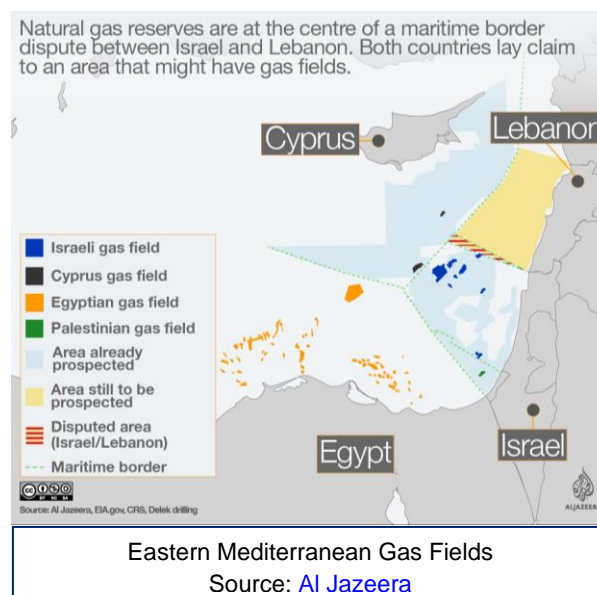 Natural gas reserves are at the centre of a maritime border
dispute between Israel and Lebanon. Both countries lay claim
to an area that might have gas fields.
Cyprus
Lebanon
Israeli gas field
Cyprus gas field
Egyptian gas field
Palestinian gas field
Area already
prospected
Area still to be
prospected
Disputed area
(Israel/Lebanon)
Maritime border
Egypt
Israel
Source: Al Jazeera, EIA.gov, CRS, Delek drilling
ALJAZEERA
Eastern Mediterranean Gas Fields
Source: Al Jazeera